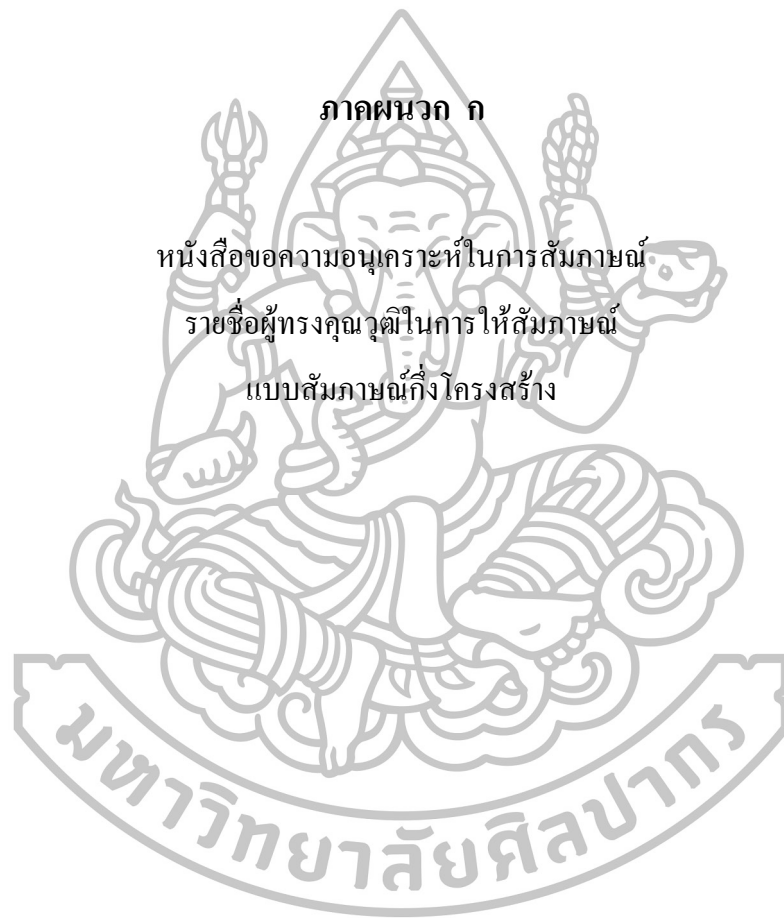 ภาคผนวก ก
หนังสือขอความอนุเคราะห์ในการสัมภาษณ์
รายชื่อผู้ทรงคุณวุฒิในการให้สัมภาษณ์
แบบสัมภาษณ์กึ่งโครงสร้าง
มหาวิทยาลัยศิลปากร